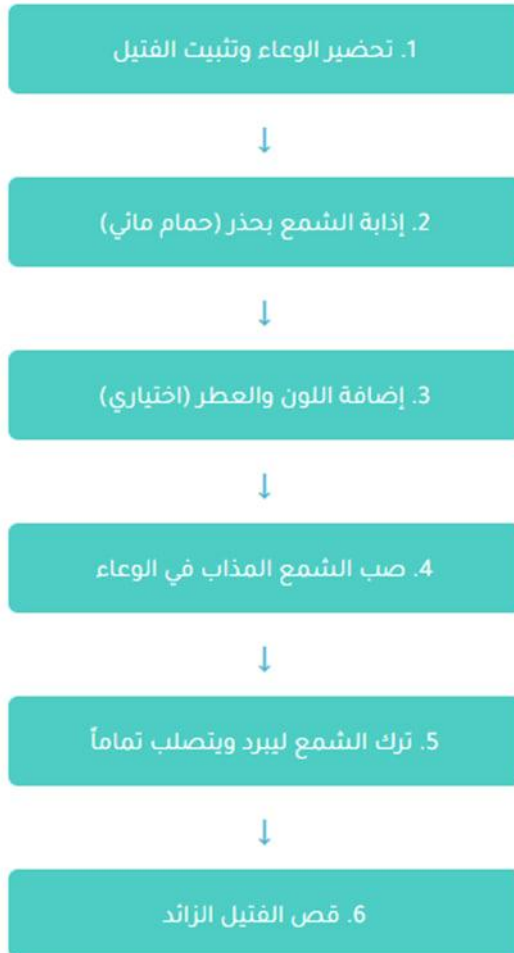 1. تحضير الوعاء وتثبيت الفتيل
↓
2. إذابة الشمع بحذر (حمام مائي)
↓
3. إضافة اللون والعطر (اختياري)
↓
4. صب الشمع المذاب في الوعاء
↓
5. ترك الشمع ليبرد ويتصلب تماماً
↓
6. قص الفتيل الزائد